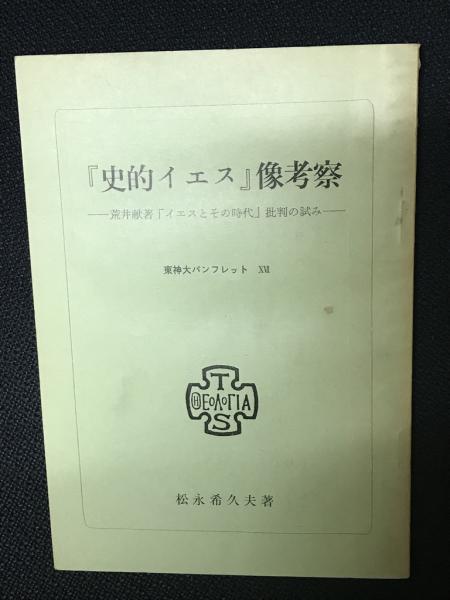 『史的イエス』像考察
──荒井献著「イエスとその時代」批判の試み──
東神大パンフレット XVII
T
ΘΕΟΛΟΓΙΑ
S
松永希久夫著